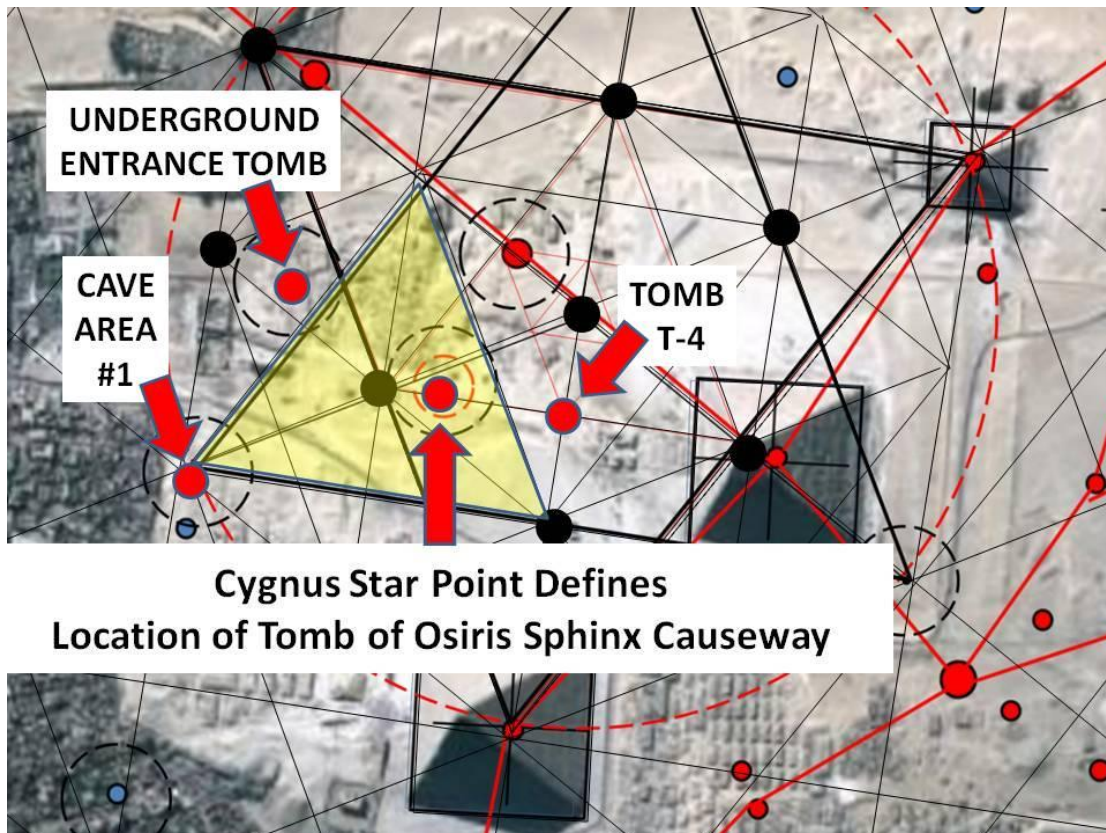 UNDERGROUND
ENTRANCE TOMB
CAVE
AREA
#1
TOMB
T-4
Cygnus Star Point Defines
Location of Tomb of Osiris Sphinx Causeway